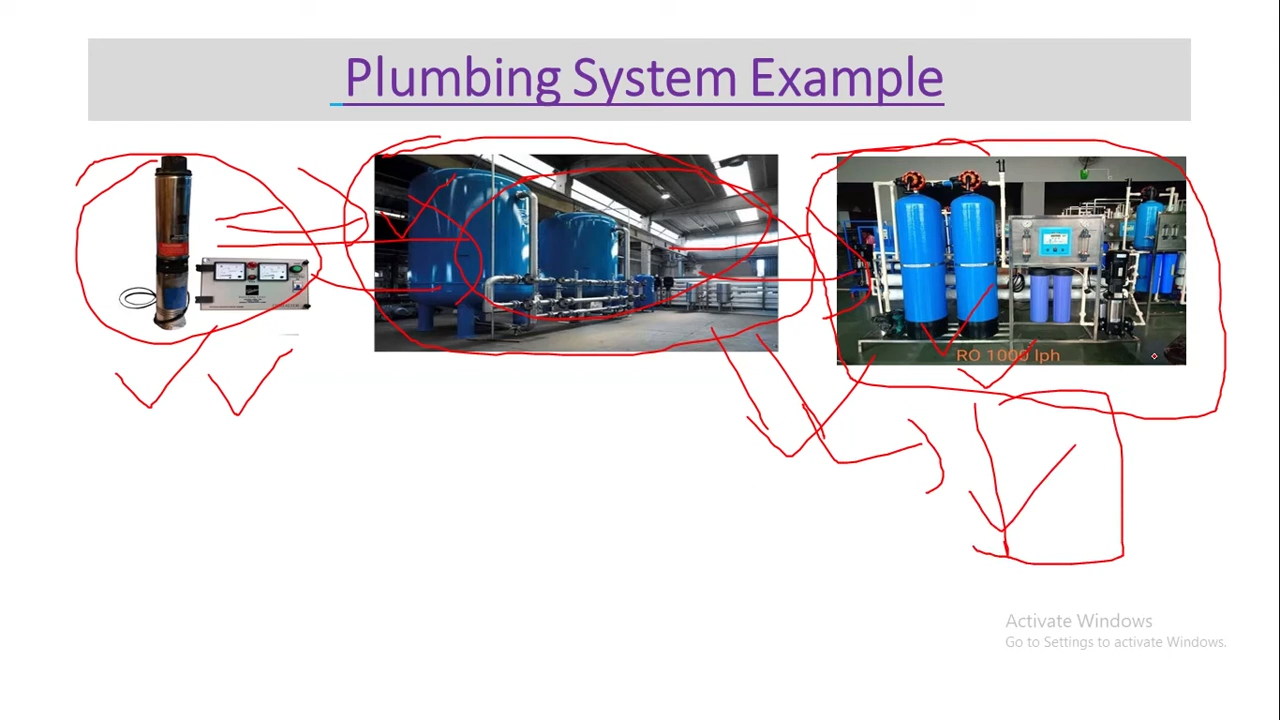 Plumbing System Example
RO 1000 lph
Activate Windows
Go to Settings to activate Windows.